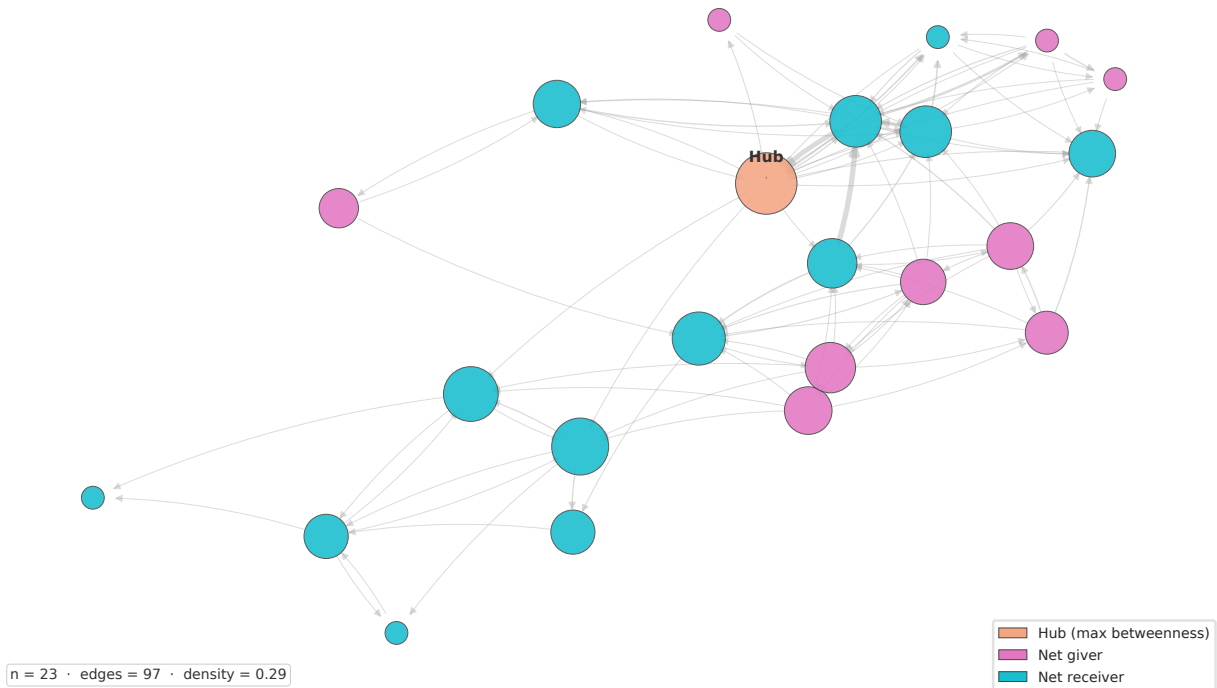 Hub
n = 23 · edges = 97 · density = 0.29
Hub (max betweenness)
Net giver
Net receiver